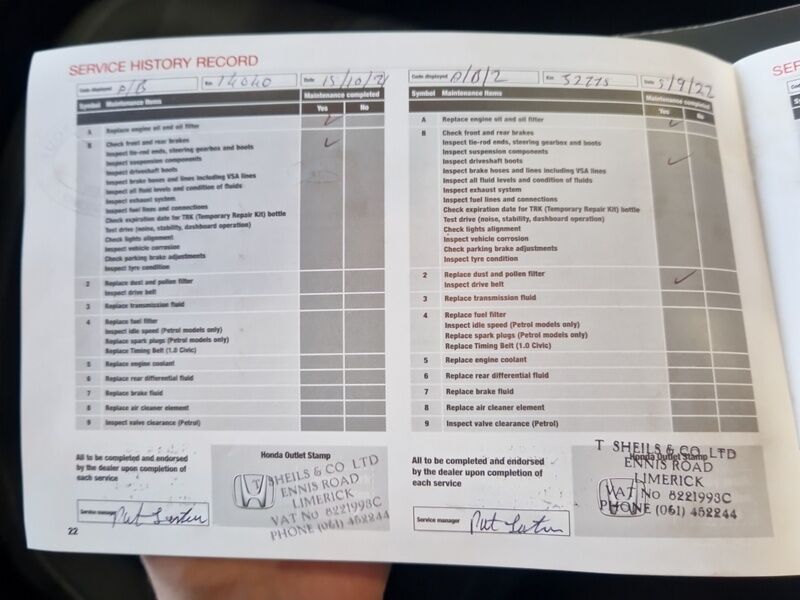 SERVICE HISTORY RECORD
Code displayed A/B Km 14040 Date 15/10/21
Symbol Maintenance Items Maintenance completed
Yes No
A Replace engine oil and oil filter ✓
B Check front and rear brakes ✓
Inspect tie-rod ends, steering gearbox and boots
Inspect suspension components
Inspect driveshaft boots
Inspect brake hoses and lines including VSA lines
Inspect all fluid levels and condition of fluids
Inspect exhaust system
Inspect fuel lines and connections
Check expiration date for TRK (Temporary Repair Kit) bottle
Test drive (noise, stability, dashboard operation)
Check lights alignment
Inspect vehicle corrosion
Check parking brake adjustments
Inspect tyre condition
2 Replace dust and pollen filter
Inspect drive belt
3 Replace transmission fluid
4 Replace fuel filter
Inspect idle speed (Petrol models only)
Replace spark plugs (Petrol models only)
Replace Timing Belt (1.0 Civic)
5 Replace engine coolant
6 Replace rear differential fluid
7 Replace brake fluid
8 Replace air cleaner element
9 Inspect valve clearance (Petrol)
All to be completed and endorsed
by the dealer upon completion of
each service
Honda Outlet Stamp
T SHEILS & CO LTD
ENNIS ROAD
LIMERICK
VAT No 8221993C
PHONE (061) 452244
Service manager
22
Code displayed A/B/2 Km Date 5/9/22
Symbol Maintenance Items Maintenance completed
Yes No
A Replace engine oil and oil filter ✓
B Check front and rear brakes
Inspect tie-rod ends, steering gearbox and boots
Inspect suspension components
Inspect driveshaft boots ✓
Inspect brake hoses and lines including VSA lines
Inspect all fluid levels and condition of fluids
Inspect exhaust system
Inspect fuel lines and connections
Check expiration date for TRK (Temporary Repair Kit) bottle
Test drive (noise, stability, dashboard operation)
Check lights alignment
Inspect vehicle corrosion
Check parking brake adjustments
Inspect tyre condition
2 Replace dust and pollen filter
Inspect drive belt ✓
3 Replace transmission fluid
4 Replace fuel filter
Inspect idle speed (Petrol models only)
Replace spark plugs (Petrol models only)
Replace Timing Belt (1.0 Civic)
5 Replace engine coolant
6 Replace rear differential fluid
7 Replace brake fluid
8 Replace air cleaner element
9 Inspect valve clearance (Petrol)
All to be completed and endorsed
by the dealer upon completion of
each service
Honda Outlet Stamp
T SHEILS & CO LTD
ENNIS ROAD
LIMERICK
VAT No 8221993C
PHONE (061) 452244
Service manager
SE